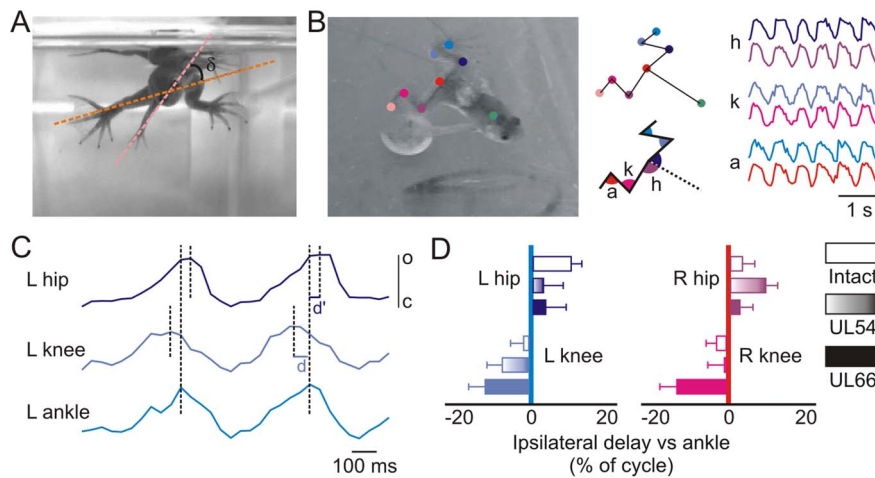 A
δ
B
a
k
h
h
k
a
1 s
C
L hip
o
c
d'
L knee
d
L ankle
100 ms
D
L hip
L knee
-20
0
20
R hip
R knee
-20
0
20
Ipsilateral delay vs ankle
(% of cycle)
Intact
UL54
UL66